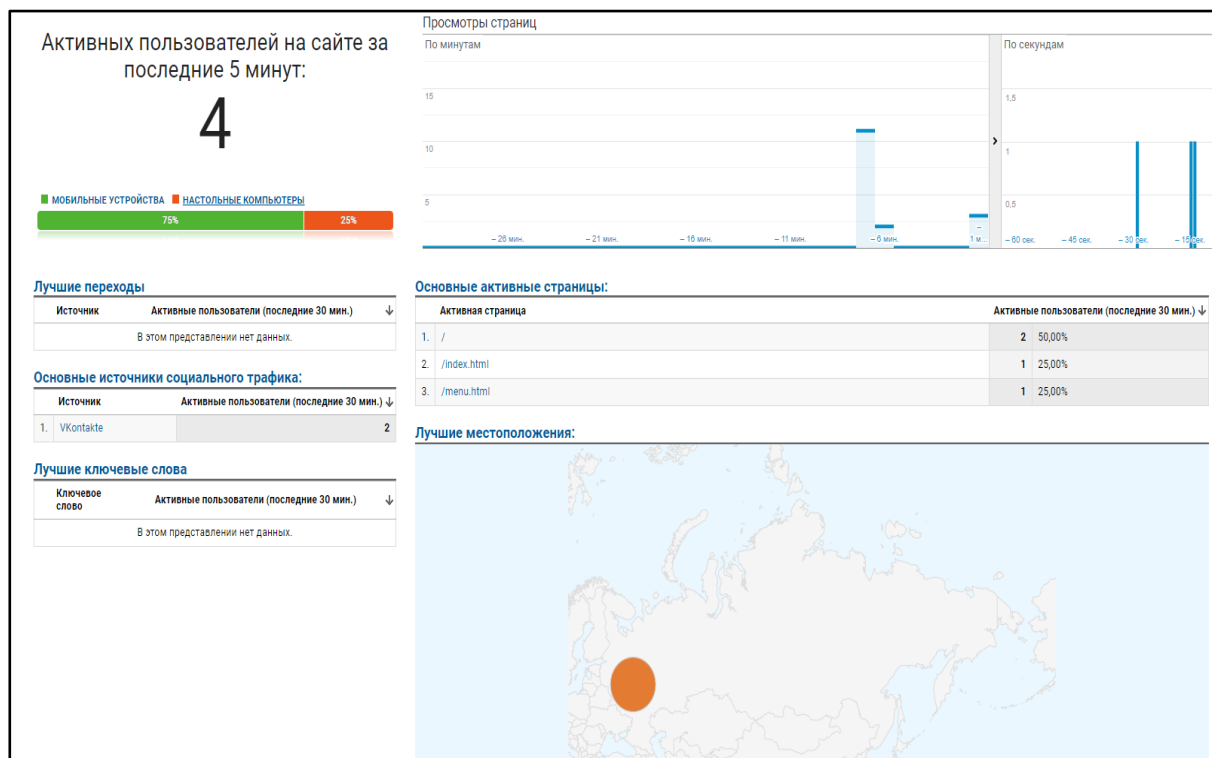 Активных пользователей на сайте за
последние 5 минут:
4
МОБИЛЬНЫЕ УСТРОЙСТВА НАСТОЛЬНЫЕ КОМПЬЮТЕРЫ
75% 25%
Просмотры страниц
По минутам
15
10
5
– 26 мин. – 21 мин. – 16 мин. – 11 мин. – 6 мин. –
1 м...
По секундам
1,5
1
0,5
– 60 сек. – 45 сек. – 30 сек. – 15 сек.
Лучшие переходы
Источник Активные пользователи (последние 30 мин.)
В этом представлении нет данных.
Основные источники социального трафика:
Источник Активные пользователи (последние 30 мин.)
1. VKontakte 2
Лучшие ключевые слова
Ключевое
слово Активные пользователи (последние 30 мин.)
В этом представлении нет данных.
Основные активные страницы:
Активная страница Активные пользователи (последние 30 мин.)
1. / 2 50,00%
2. /index.html 1 25,00%
3. /menu.html 1 25,00%
Лучшие местоположения: